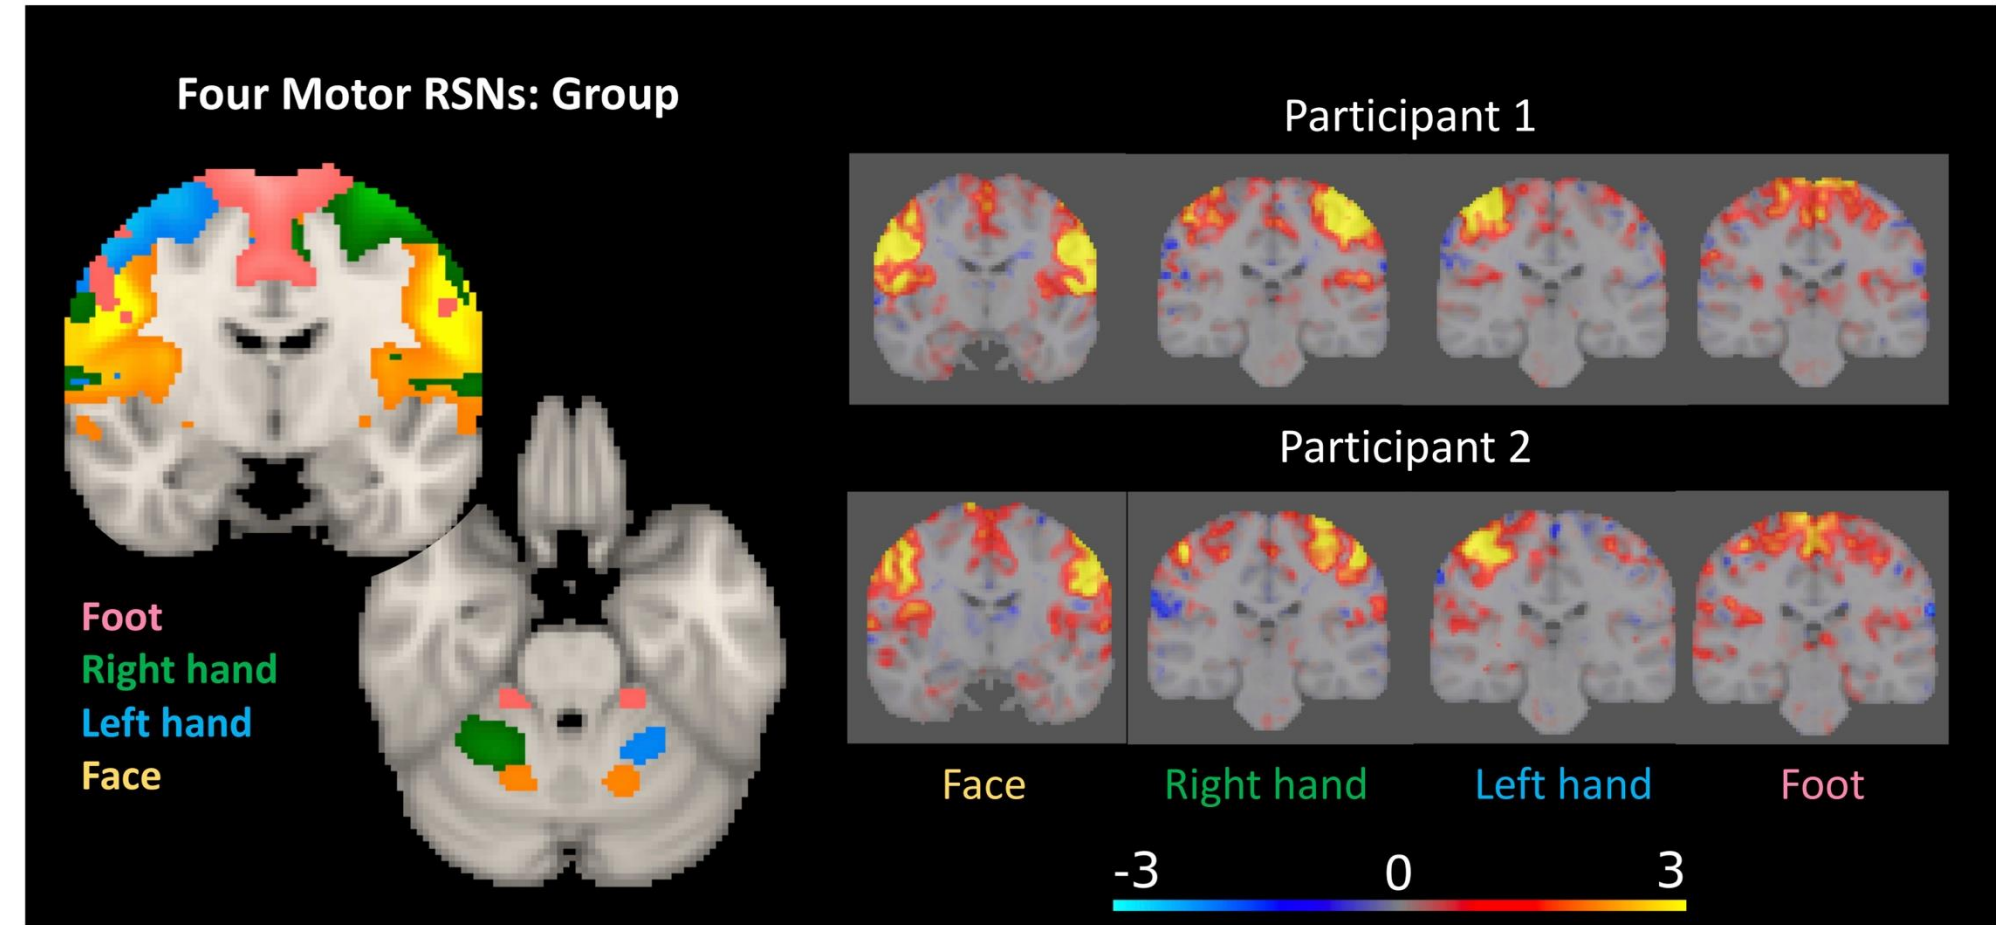 Four Motor RSNs: Group
Foot
Right hand
Left hand
Face
Participant 1
Participant 2
Face Right hand Left hand Foot
-3 0 3